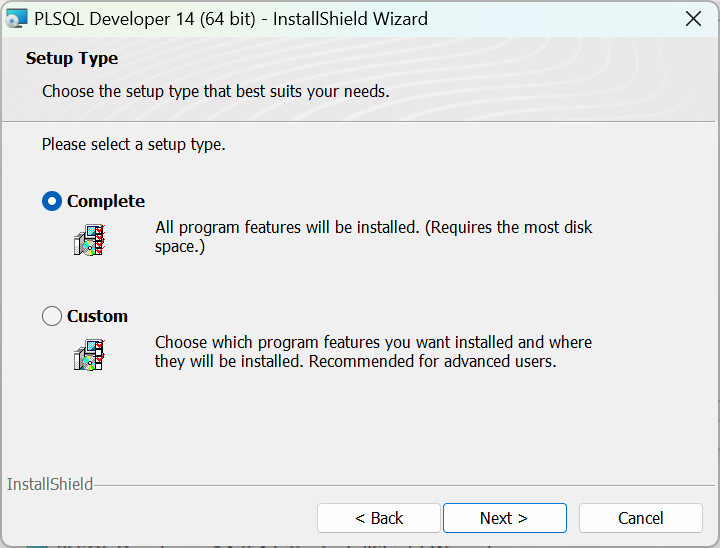 PLSQL Developer 14 (64 bit) - InstallShield Wizard
Setup Type
Choose the setup type that best suits your needs.
Please select a setup type.
Complete
All program features will be installed. (Requires the most disk
space.)
Custom
Choose which program features you want installed and where
they will be installed. Recommended for advanced users.
InstallShield
< Back
Next >
Cancel